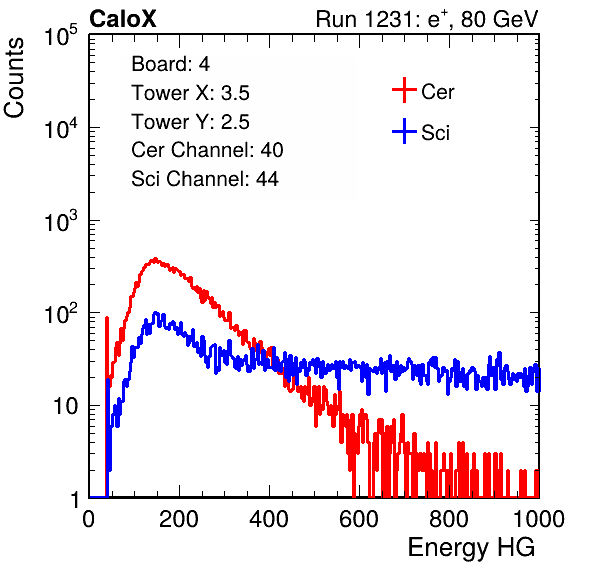 CaloX Run 1231: e⁺, 80 GeV
Counts
10⁵
10⁴
10³
10²
10
1
Board: 4
Tower X: 3.5
Tower Y: 2.5
Cer Channel: 40
Sci Channel: 44
Cer
Sci
0 200 400 600 800 1000
Energy HG